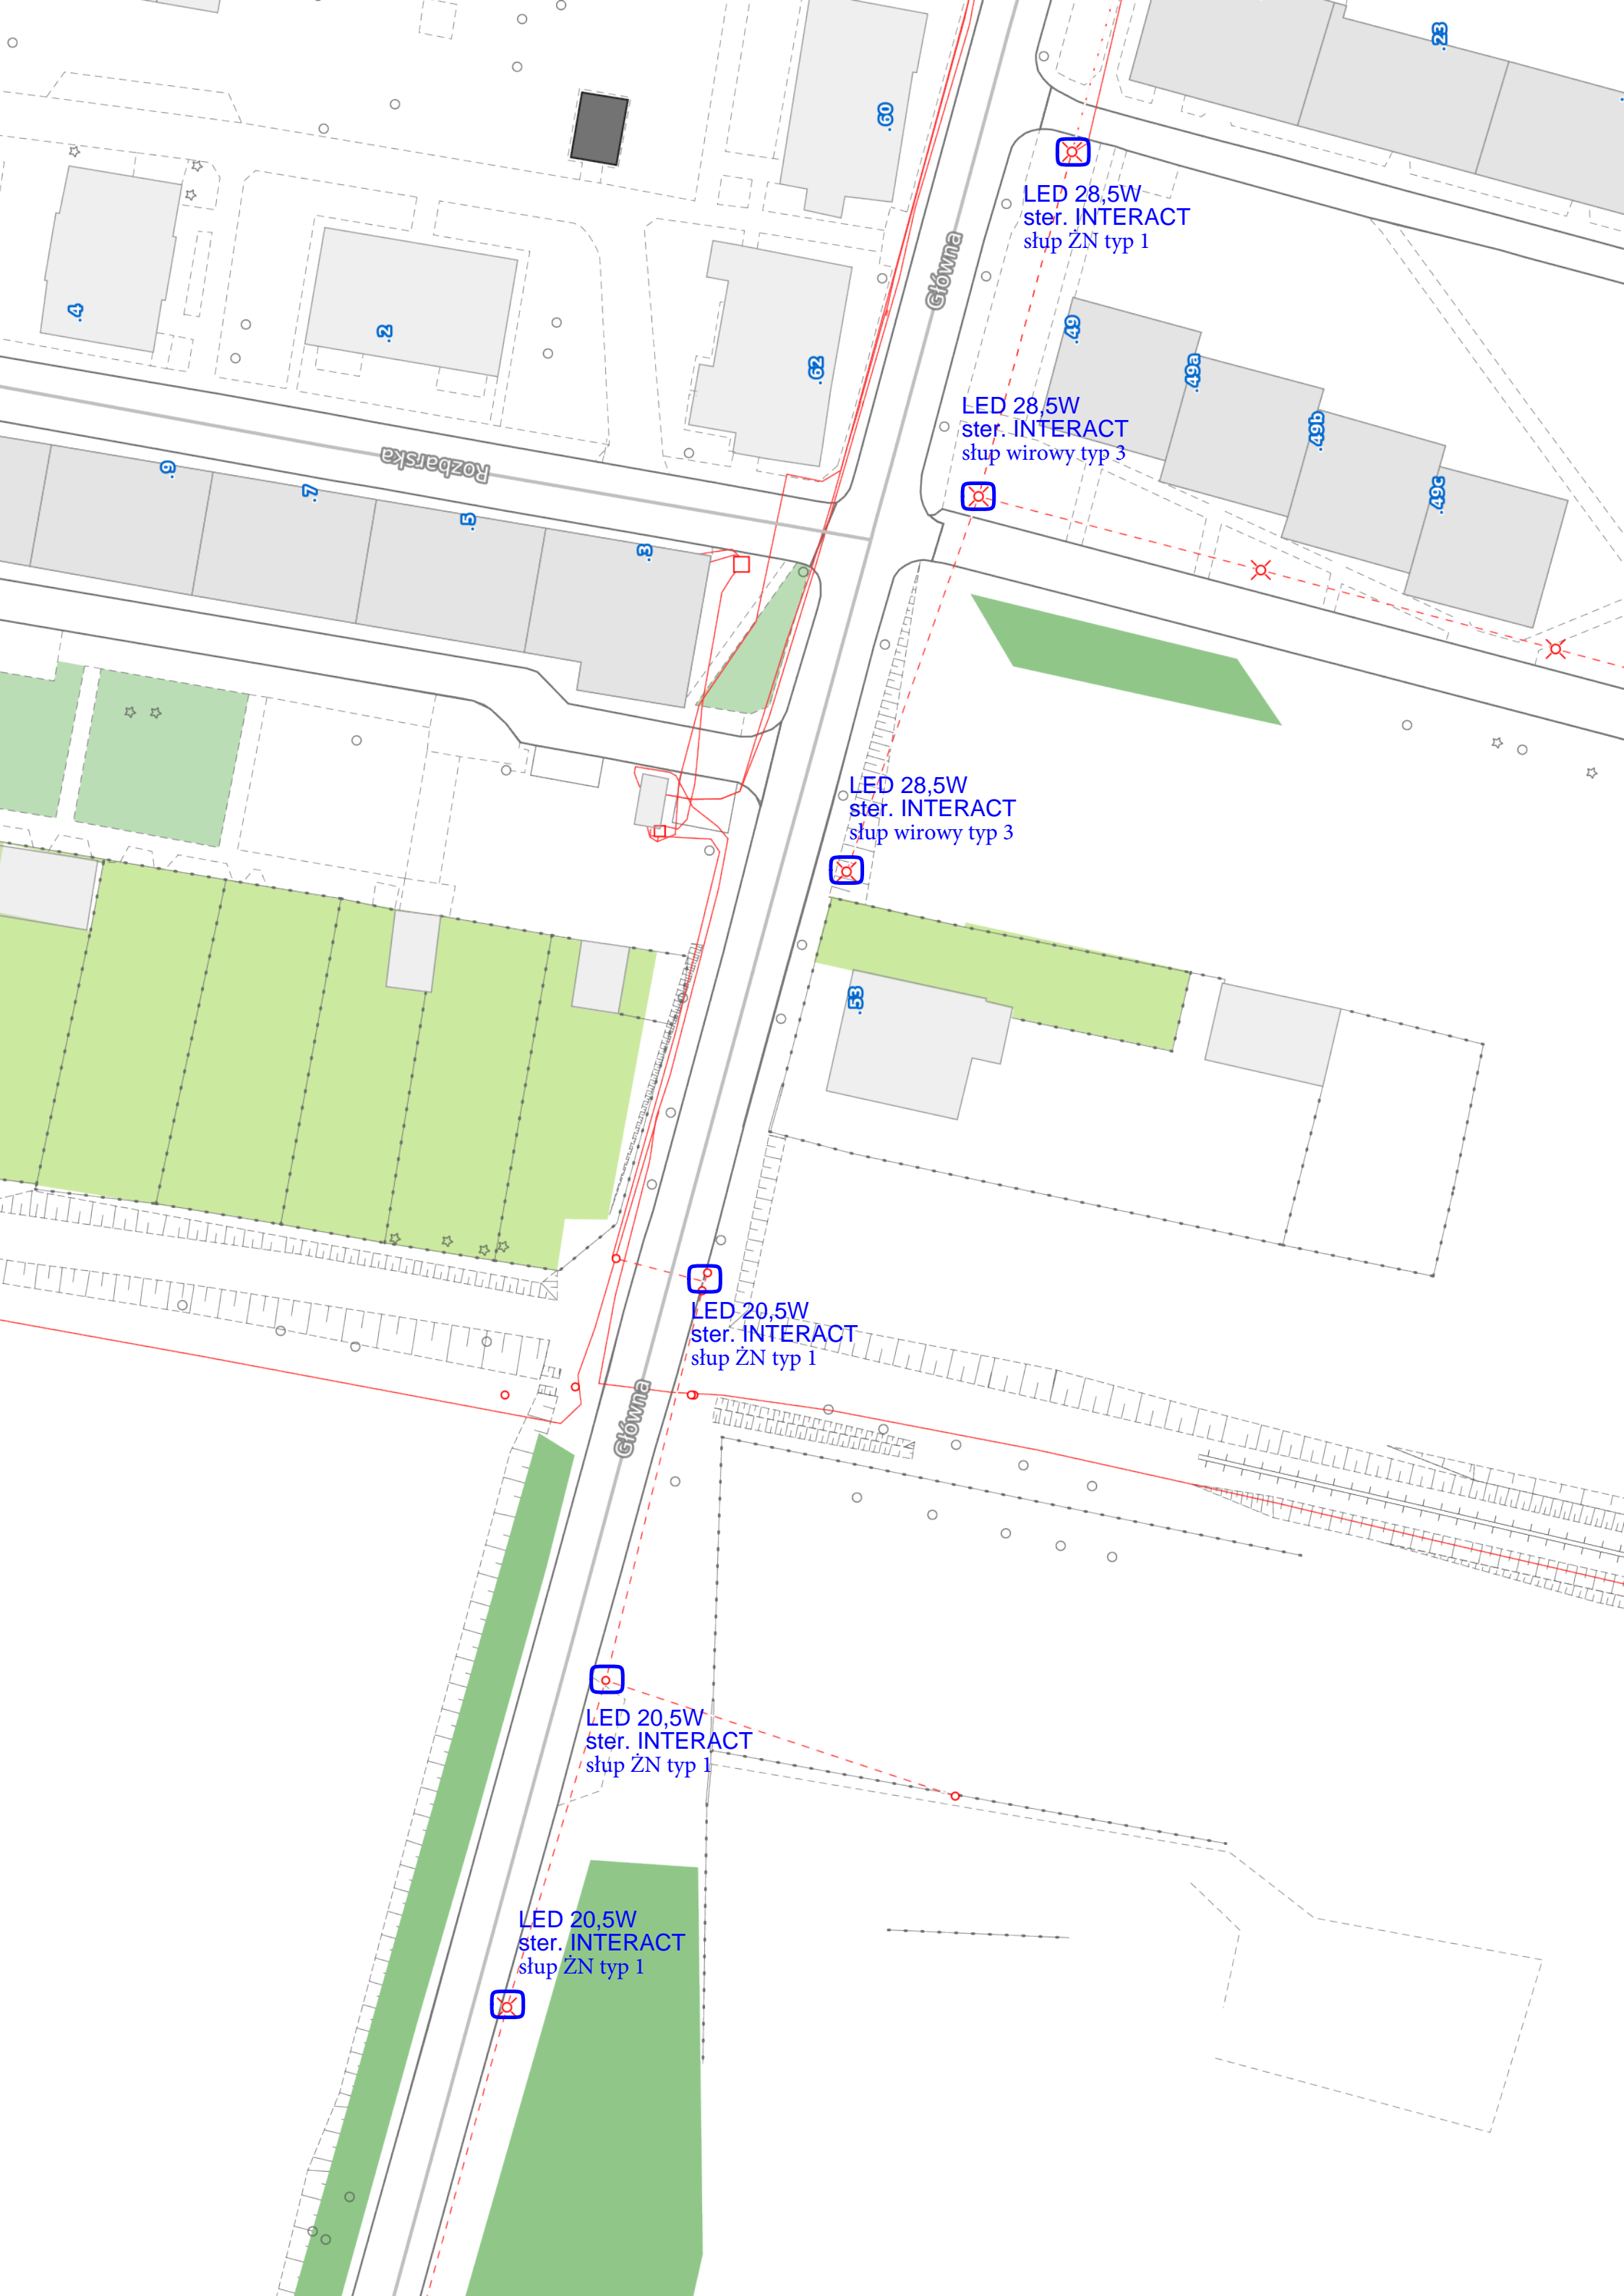 .23
.60
LED 28,5W
ster. INTERACT
słup ŻN typ 1
Główna
.4
.2
.62
.49
.49a
.49b
.49c
LED 28,5W
ster. INTERACT
słup wirowy typ 3
Rozbarska
.9
.7
.5
.3
LED 28,5W
ster. INTERACT
słup wirowy typ 3
.53
LED 20,5W
ster. INTERACT
słup ŻN typ 1
Główna
LED 20,5W
ster. INTERACT
słup ŻN typ 1
LED 20,5W
ster. INTERACT
słup ŻN typ 1